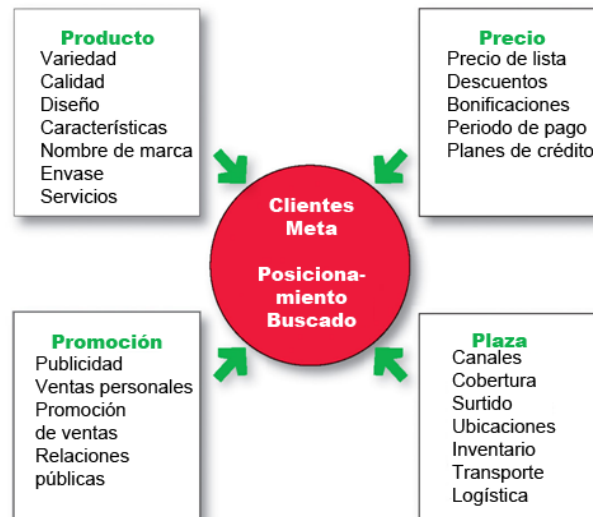 Producto
Variedad
Calidad
Diseño
Características
Nombre de marca
Envase
Servicios
Precio
Precio de lista
Descuentos
Bonificaciones
Periodo de pago
Planes de crédito
Clientes
Meta
Posiciona-
miento
Buscado
Promoción
Publicidad
Ventas personales
Promoción
de ventas
Relaciones
públicas
Plaza
Canales
Cobertura
Surtido
Ubicaciones
Inventario
Transporte
Logística